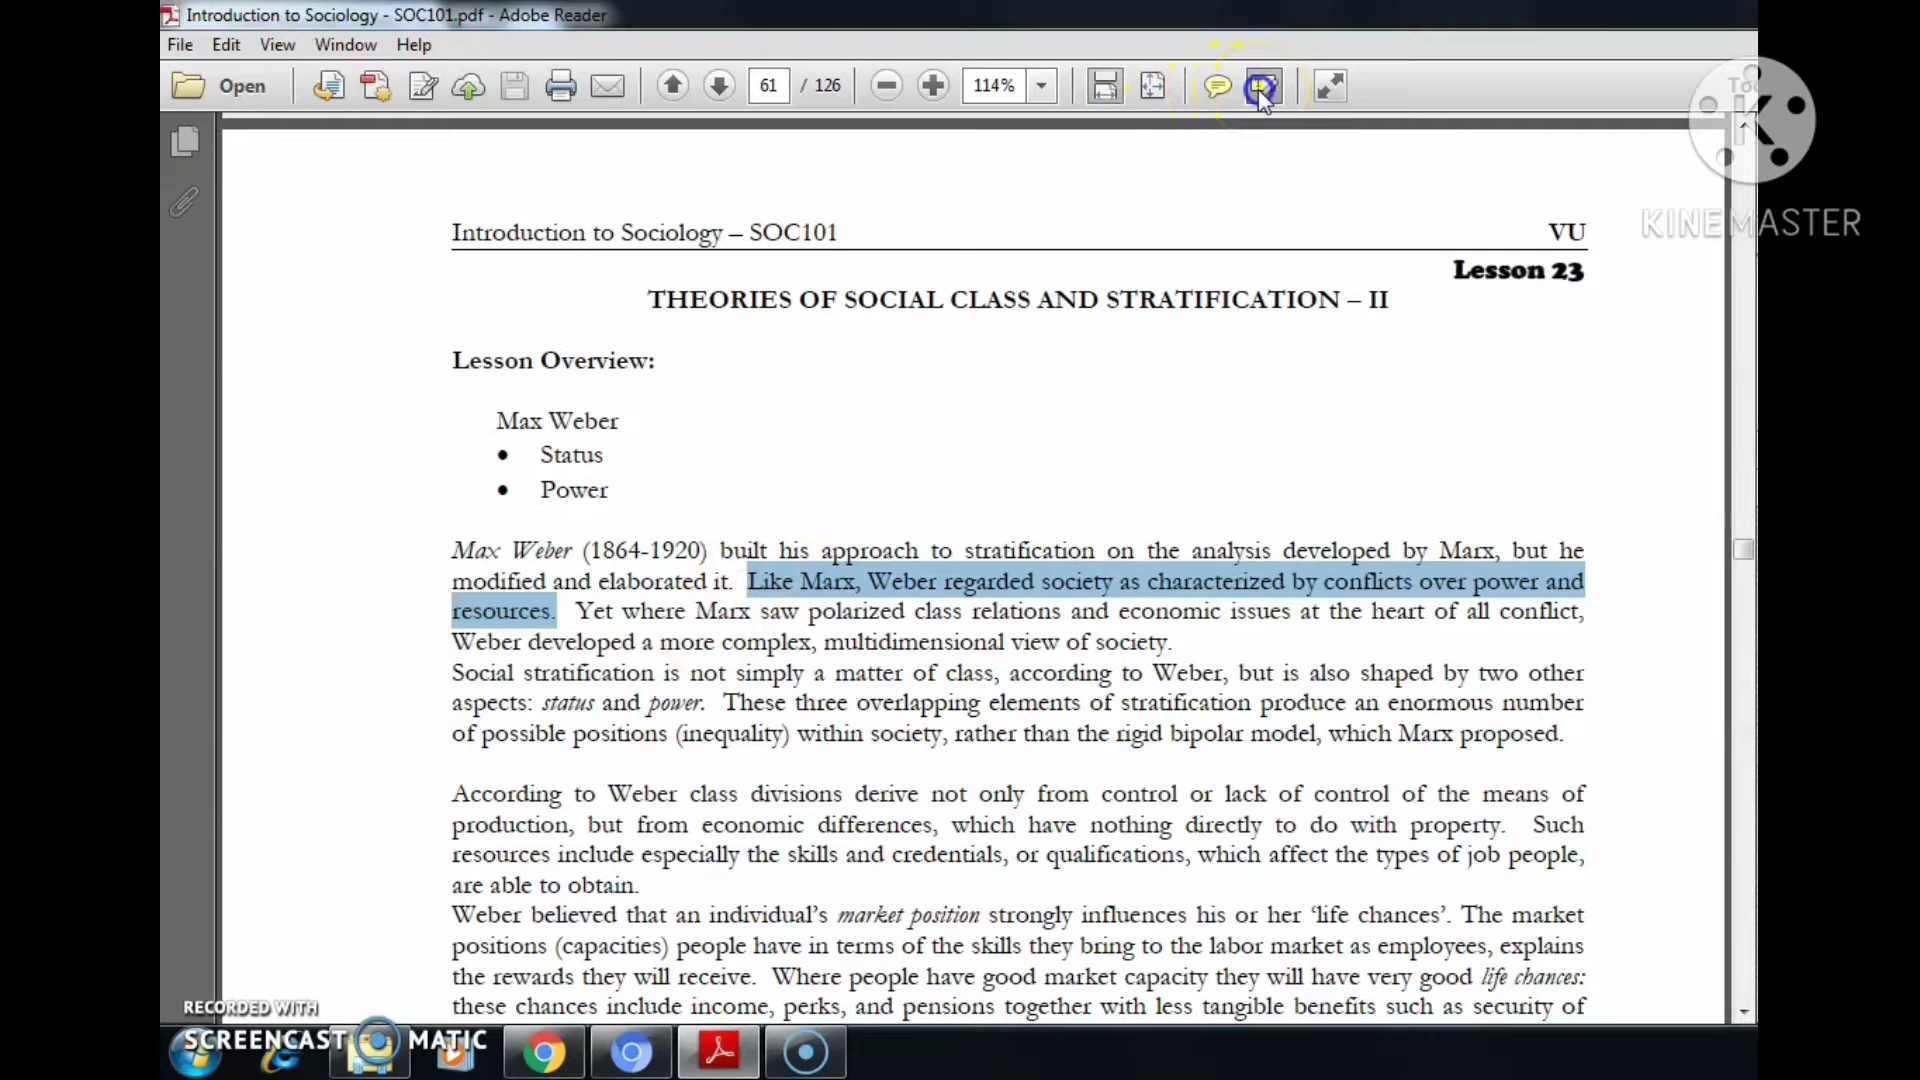 Introduction to Sociology - SOC101.pdf - Adobe Reader
File Edit View Window Help
Open 61 / 126 114%
KINEMASTER
Introduction to Sociology – SOC101 VU
Lesson 23
THEORIES OF SOCIAL CLASS AND STRATIFICATION – II
Lesson Overview:
Max Weber
• Status
• Power
Max Weber (1864-1920) built his approach to stratification on the analysis developed by Marx, but he
modified and elaborated it. Like Marx, Weber regarded society as characterized by conflicts over power and
resources. Yet where Marx saw polarized class relations and economic issues at the heart of all conflict,
Weber developed a more complex, multidimensional view of society.
Social stratification is not simply a matter of class, according to Weber, but is also shaped by two other
aspects: status and power. These three overlapping elements of stratification produce an enormous number
of possible positions (inequality) within society, rather than the rigid bipolar model, which Marx proposed.
According to Weber class divisions derive not only from control or lack of control of the means of
production, but from economic differences, which have nothing directly to do with property. Such
resources include especially the skills and credentials, or qualifications, which affect the types of job people,
are able to obtain.
Weber believed that an individual’s market position strongly influences his or her ‘life chances’. The market
positions (capacities) people have in terms of the skills they bring to the labor market as employees, explains
the rewards they will receive. Where people have good market capacity they will have very good life chances:
these chances include income, perks, and pensions together with less tangible benefits such as security of
RECORDED WITH
SCREENCAST MATIC